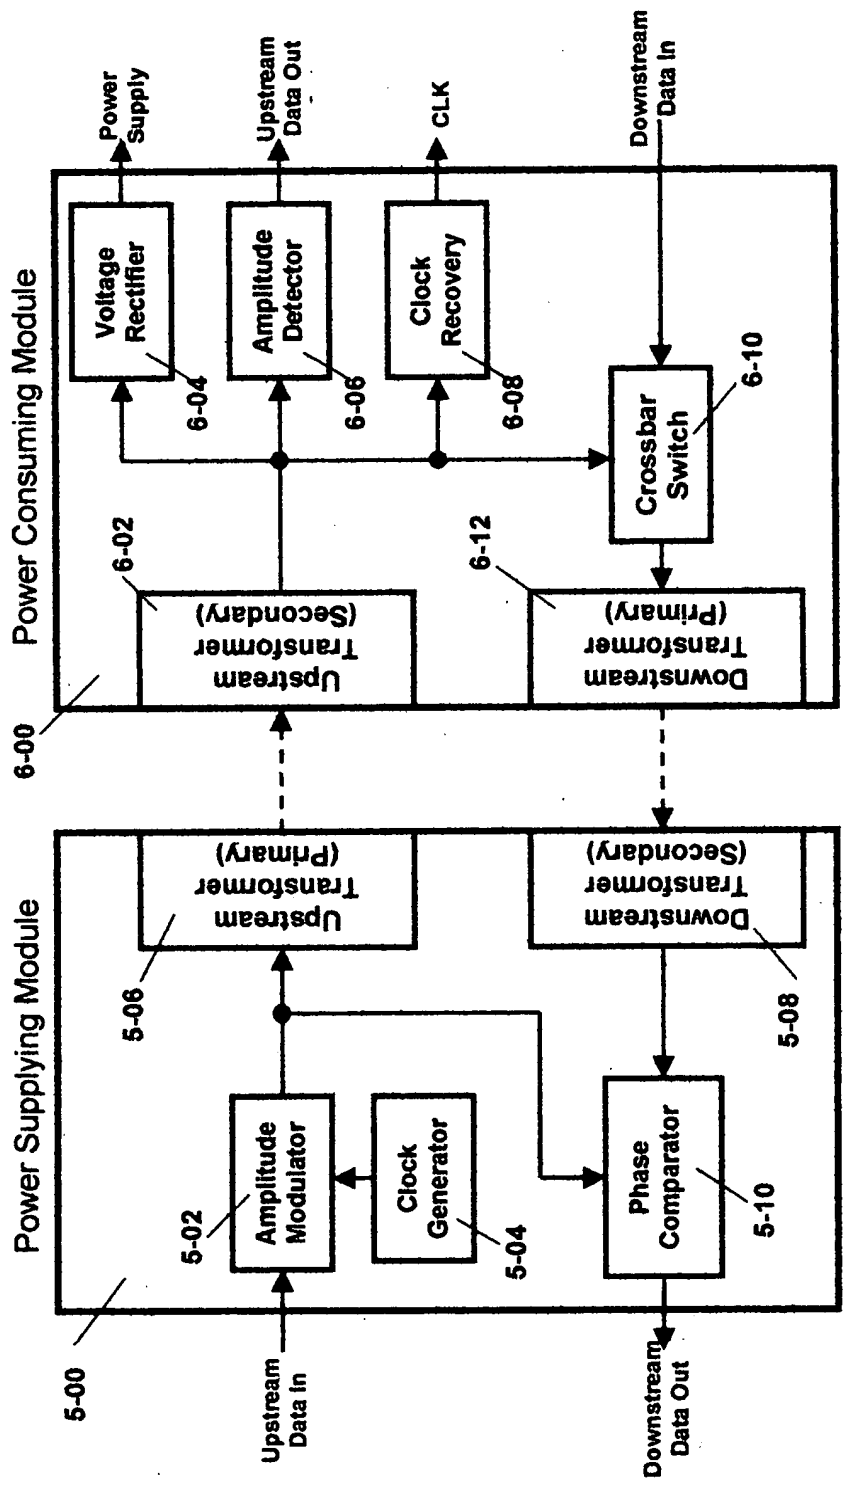 Power Supplying Module
Power Consuming Module
5-00
6-00
Upstream
Data In
5-02
Amplitude
Modulator
Clock
Generator
5-04
5-06
Upstream
Transformer
(Primary)
6-02
Upstream
Transformer
(Secondary)
Voltage
Rectifier
6-04
Power
Supply
Amplitude
Detector
6-06
Upstream
Data Out
Clock
Recovery
6-08
CLK
Downstream
Data Out
Phase
Comparator
5-10
Downstream
Transformer
(Secondary)
5-08
6-12
Downstream
Transformer
(Primary)
Crossbar
Switch
6-10
Downstream
Data In